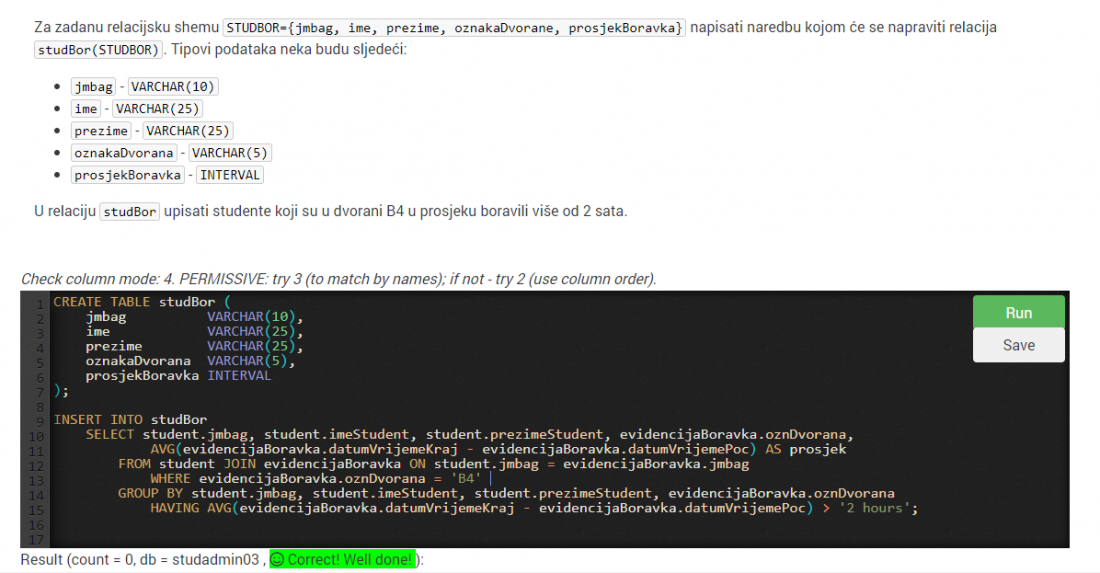 Za zadanu relacijsku shemu STUDBOR={jmbag, ime, prezime, oznakaDvorane, prosjekBoravka} napisati naredbu kojom će se napraviti relacija
studBor(STUDBOR). Tipovi podataka neka budu sljedeći:
• jmbag - VARCHAR(10)
• ime - VARCHAR(25)
• prezime - VARCHAR(25)
• oznakaDvorana - VARCHAR(5)
• prosjekBoravka - INTERVAL
U relaciju studBor upisati studente koji su u dvorani B4 u prosjeku boravili više od 2 sata.
Check column mode: 4. PERMISSIVE: try 3 (to match by names); if not - try 2 (use column order).
1 CREATE TABLE studBor (
2 jmbag VARCHAR(10),
3 ime VARCHAR(25),
4 prezime VARCHAR(25),
5 oznakaDvorana VARCHAR(5),
6 prosjekBoravka INTERVAL
7 );
8
9 INSERT INTO studBor
10 SELECT student.jmbag, student.imeStudent, student.prezimeStudent, evidencijaBoravka.oznDvorana,
11 AVG(evidencijaBoravka.datumVrijemeKraj - evidencijaBoravka.datumVrijemePoc) AS prosjek
12 FROM student JOIN evidencijaBoravka ON student.jmbag = evidencijaBoravka.jmbag
13 WHERE evidencijaBoravka.oznDvorana = 'B4'
14 GROUP BY student.jmbag, student.imeStudent, student.prezimeStudent, evidencijaBoravka.oznDvorana
15 HAVING AVG(evidencijaBoravka.datumVrijemeKraj - evidencijaBoravka.datumVrijemePoc) > '2 hours';
16
17
Run
Save
Result (count = 0, db = studadmin03 , Correct! Well done! ):